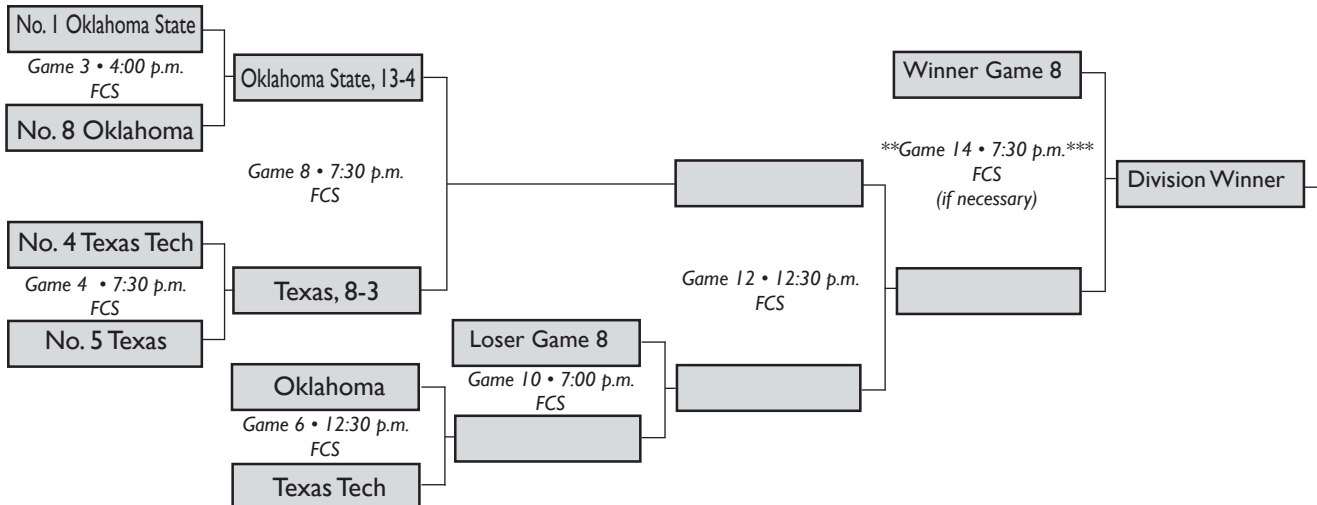 No. 1 Oklahoma State
Game 3 • 4:00 p.m.
FCS
No. 8 Oklahoma
Oklahoma State, 13-4
Game 8 • 7:30 p.m.
FCS
No. 4 Texas Tech
Game 4 • 7:30 p.m.
FCS
No. 5 Texas
Texas, 8-3
Oklahoma
Game 6 • 12:30 p.m.
FCS
Texas Tech
Loser Game 8
Game 10 • 7:00 p.m.
FCS
Game 12 • 12:30 p.m.
FCS
Winner Game 8
**Game 14 • 7:30 p.m.***
FCS
(if necessary)
Division Winner